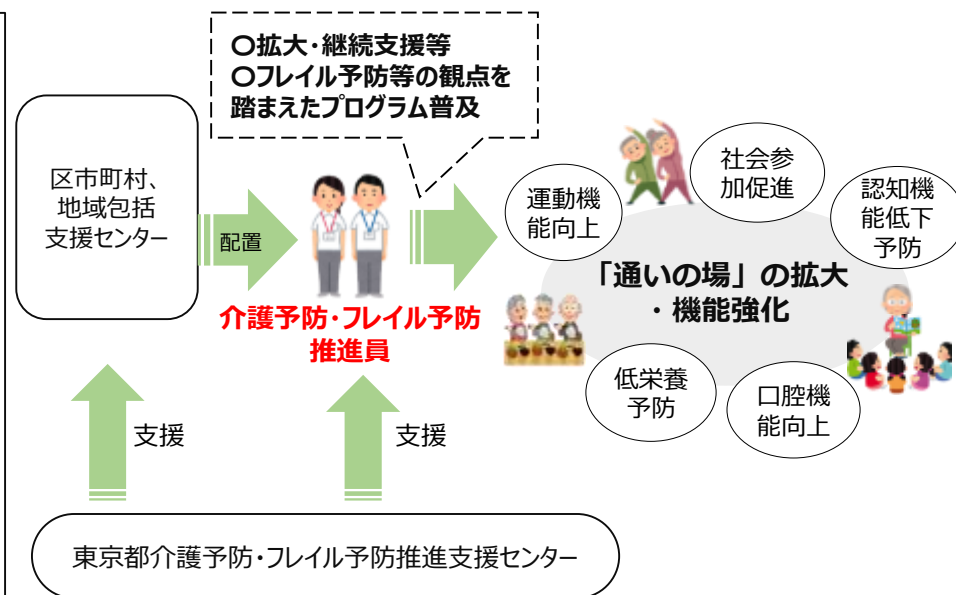 〇拡大・継続支援等
〇フレイル予防等の観点を
踏まえたプログラム普及
区市町村、
地域包括
支援センター
配置
介護予防・フレイル予防
推進員
運動機
能向上
社会参
加促進
認知機
能低下
予防
「通いの場」の拡大
・機能強化
低栄養
予防
口腔機
能向上
支援
支援
東京都介護予防・フレイル予防推進支援センター